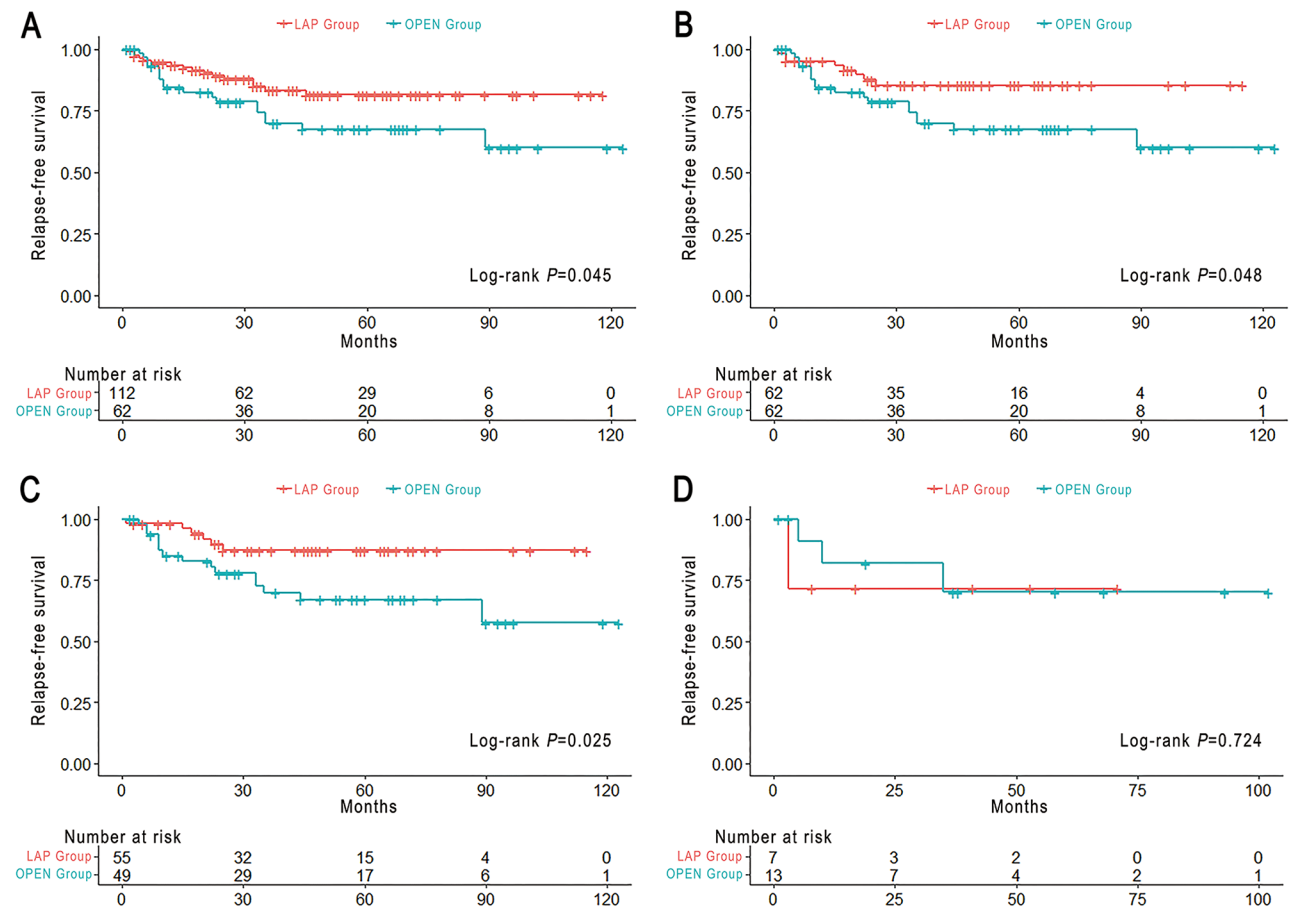 A
LAP Group OPEN Group
Relapse-free survival
1.00
0.75
0.50
0.25
0.00
Log-rank P=0.045
0 30 60 90 120
Months
Number at risk
LAP Group 112 62 29 6 0
OPEN Group 62 36 20 8 1
0 30 60 90 120
B
LAP Group OPEN Group
Relapse-free survival
1.00
0.75
0.50
0.25
0.00
Log-rank P=0.048
0 30 60 90 120
Months
Number at risk
LAP Group 62 35 16 4 0
OPEN Group 62 36 20 8 1
0 30 60 90 120
C
LAP Group OPEN Group
Relapse-free survival
1.00
0.75
0.50
0.25
0.00
Log-rank P=0.025
0 30 60 90 120
Months
Number at risk
LAP Group 55 32 15 4 0
OPEN Group 49 29 17 6 1
0 30 60 90 120
D
LAP Group OPEN Group
Relapse-free survival
1.00
0.75
0.50
0.25
0.00
Log-rank P=0.724
0 25 50 75 100
Months
Number at risk
LAP Group 7 3 2 0 0
OPEN Group 13 7 4 2 1
0 25 50 75 100